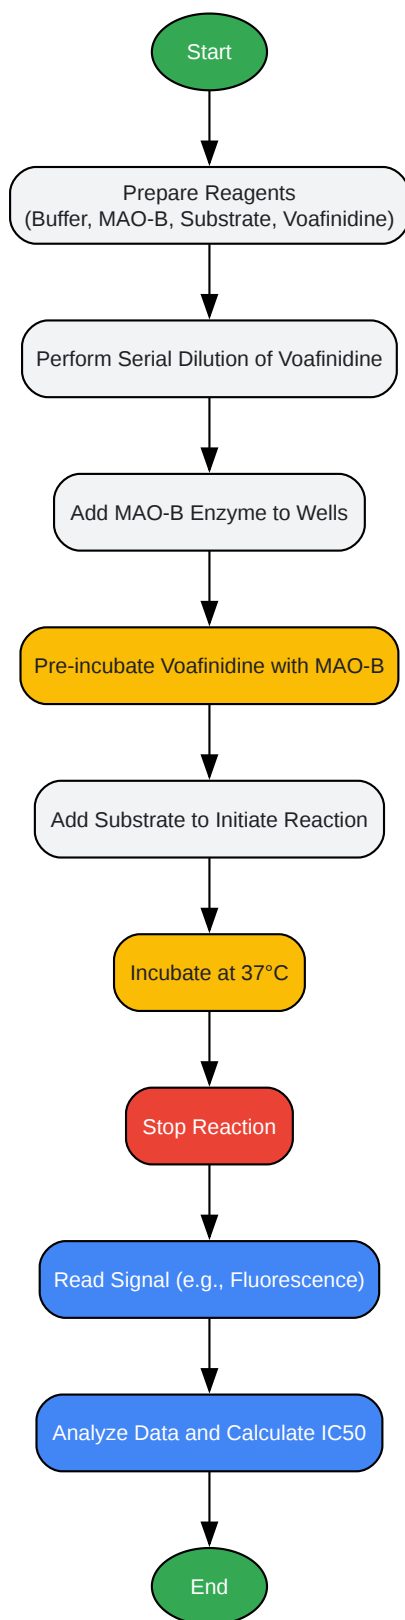 Start
Prepare Reagents
(Buffer, MAO-B, Substrate, Voafinidine)
Perform Serial Dilution of Voafinidine
Add MAO-B Enzyme to Wells
Pre-incubate Voafinidine with MAO-B
Add Substrate to Initiate Reaction
Incubate at 37°C
Stop Reaction
Read Signal (e.g., Fluorescence)
Analyze Data and Calculate IC50
End